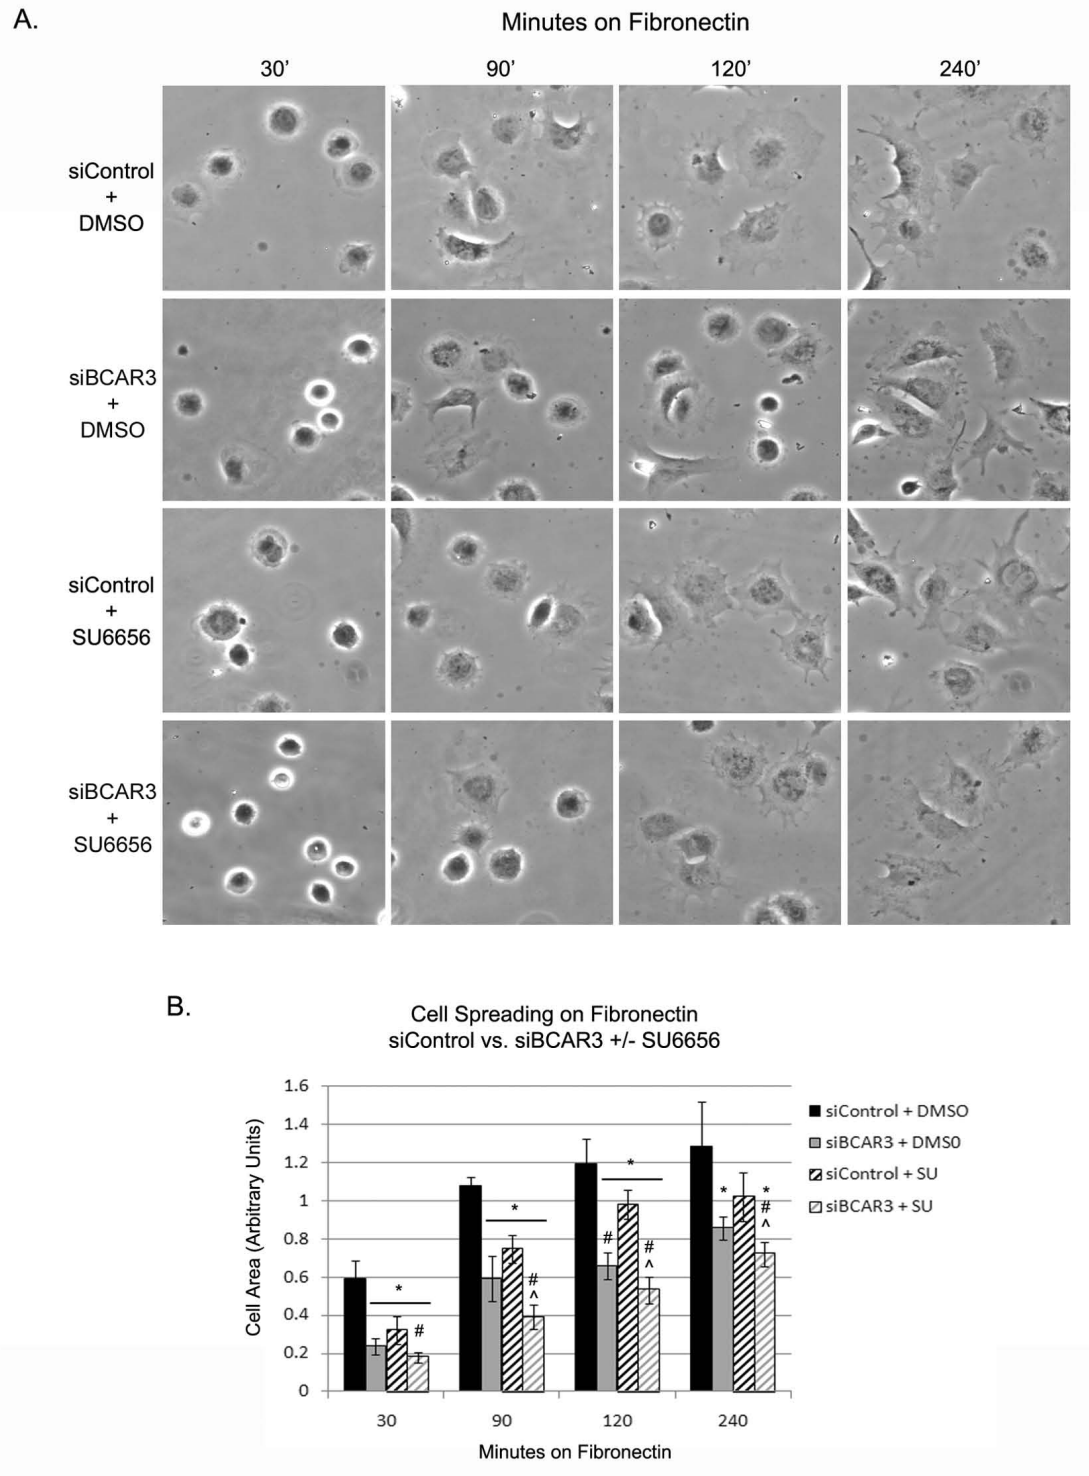 A.
Minutes on Fibronectin
30’ 90’ 120’ 240’
siControl
+
DMSO
siBCAR3
+
DMSO
siControl
+
SU6656
siBCAR3
+
SU6656
B.
Cell Spreading on Fibronectin
siControl vs. siBCAR3 +/- SU6656
Cell Area (Arbitrary Units)
1.6
1.4
1.2
1
0.8
0.6
0.4
0.2
0
* #
* # ^
# * # ^
* * # ^
siControl + DMSO
siBCAR3 + DMS0
siControl + SU
siBCAR3 + SU
30 90 120 240
Minutes on Fibronectin